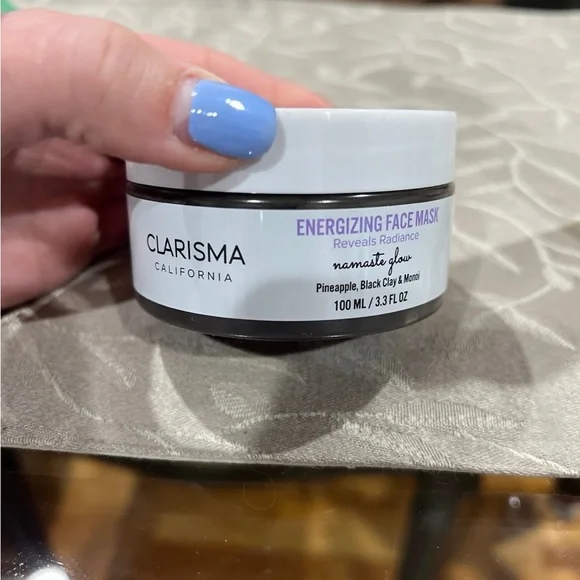 CLARISMA
CALIFORNIA
ENERGIZING FACE MASK
Reveals Radiance
namaste glow
Pineapple, Black Clay & Monoi
100 ML / 3.3 FL OZ